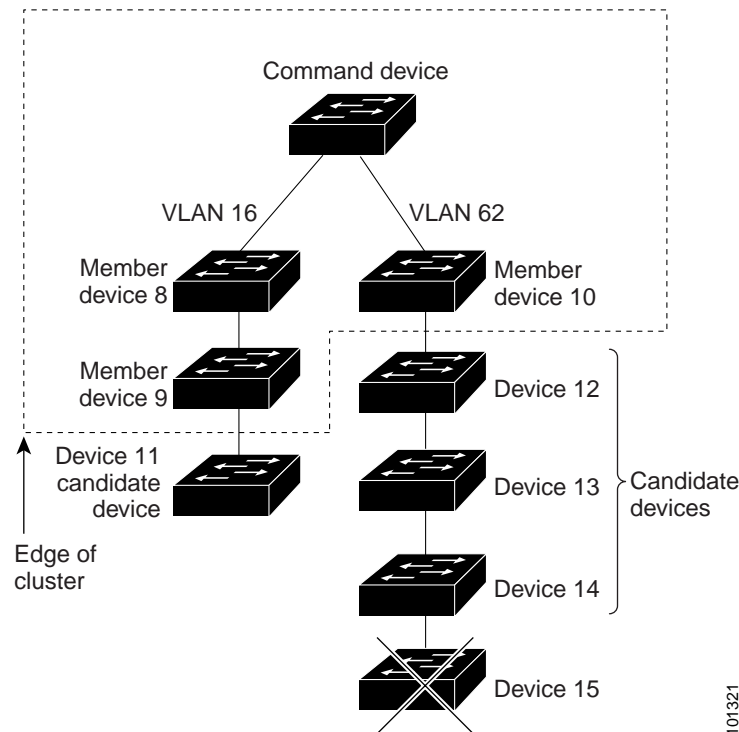 Command device
VLAN 16
VLAN 62
Member
device 8
Member
device 10
Member
device 9
Device 12
Device 11
candidate
device
Device 13
Candidate
devices
Edge of
cluster
Device 14
Device 15
101321